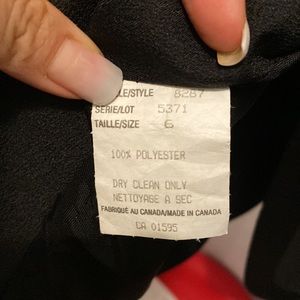 LE/STYLE 8287
SERIE/LOT 5371
TAILLE/SIZE 6
100% POLYESTER
DRY CLEAN ONLY
NETTOYAGE A SEC
FABRIQUÉ AU CANADA/MADE IN CANADA
CA 01595